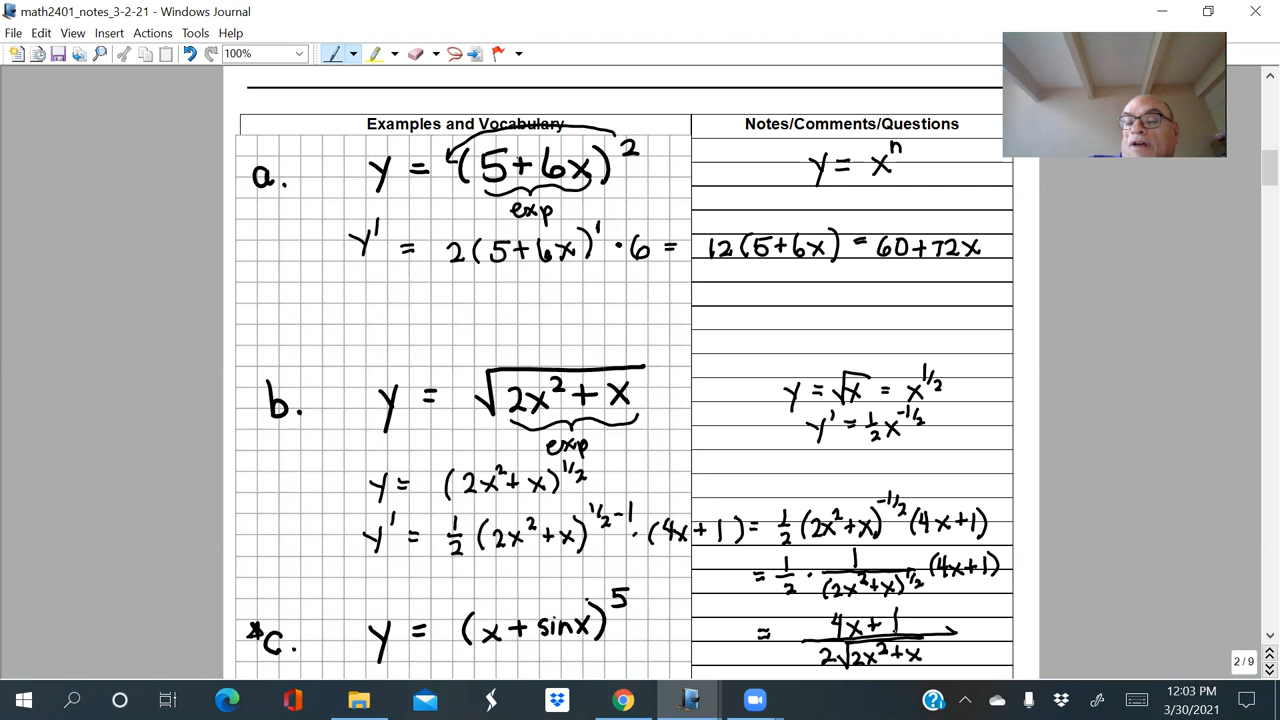 math2401_notes_3-2-21 - Windows Journal
File Edit View Insert Actions Tools Help
100%
Examples and Vocabulary
Notes/Comments/Questions
a. y = (5+6x)²
exp
y' = 2(5+6x)¹ · 6 = 12(5+6x) = 60+72x
y = xⁿ
b. y = √(2x² + x)
exp
y = √x = x^1/2
y' = 1/2 x^-1/2
y = (2x² + x)^1/2
y' = 1/2 (2x² + x)^1/2-1 · (4x+1) = 1/2 (2x²+x)^-1/2 (4x+1)
= 1/2 · 1/(2x²+x)^1/2 (4x+1)
*c. y = (x + sinx)⁵
= 4x+1 / 2√(2x²+x)
2/9
12:03 PM
3/30/2021